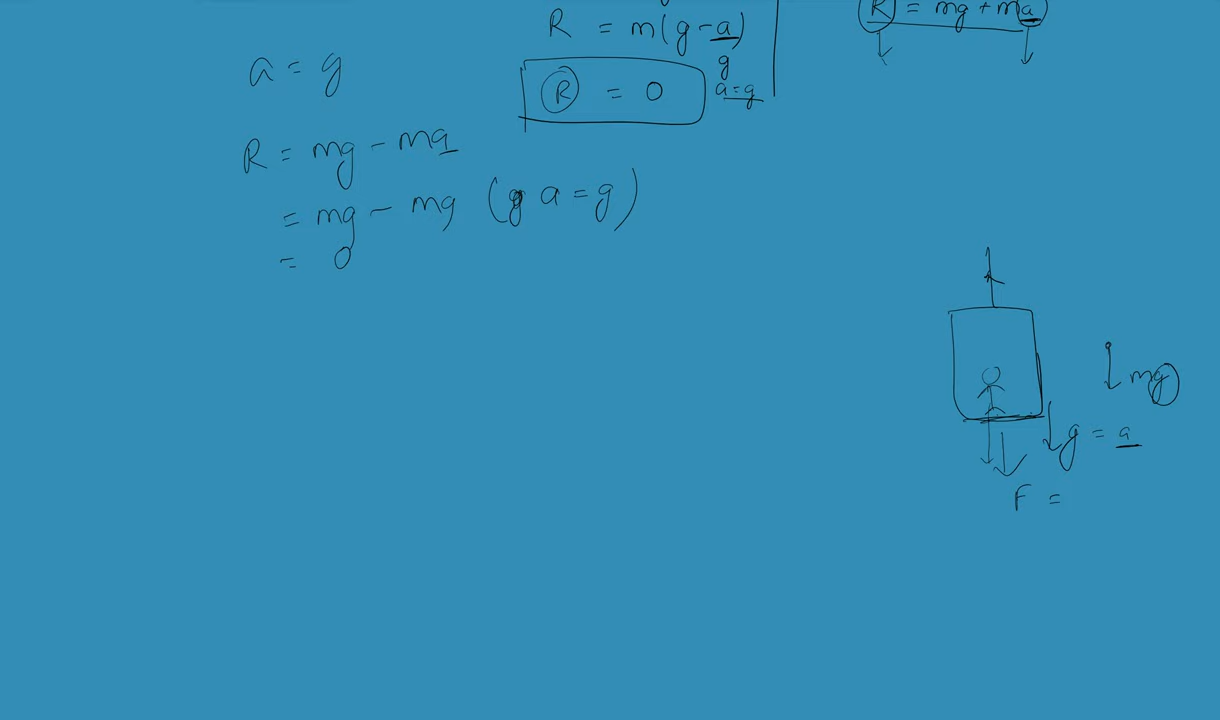 R = m(g - a)
g
R = 0
a = g
R = mg + ma
a = g
R = mg - ma
= mg - mg (g a = g)
= 0
mg
g = a
F =